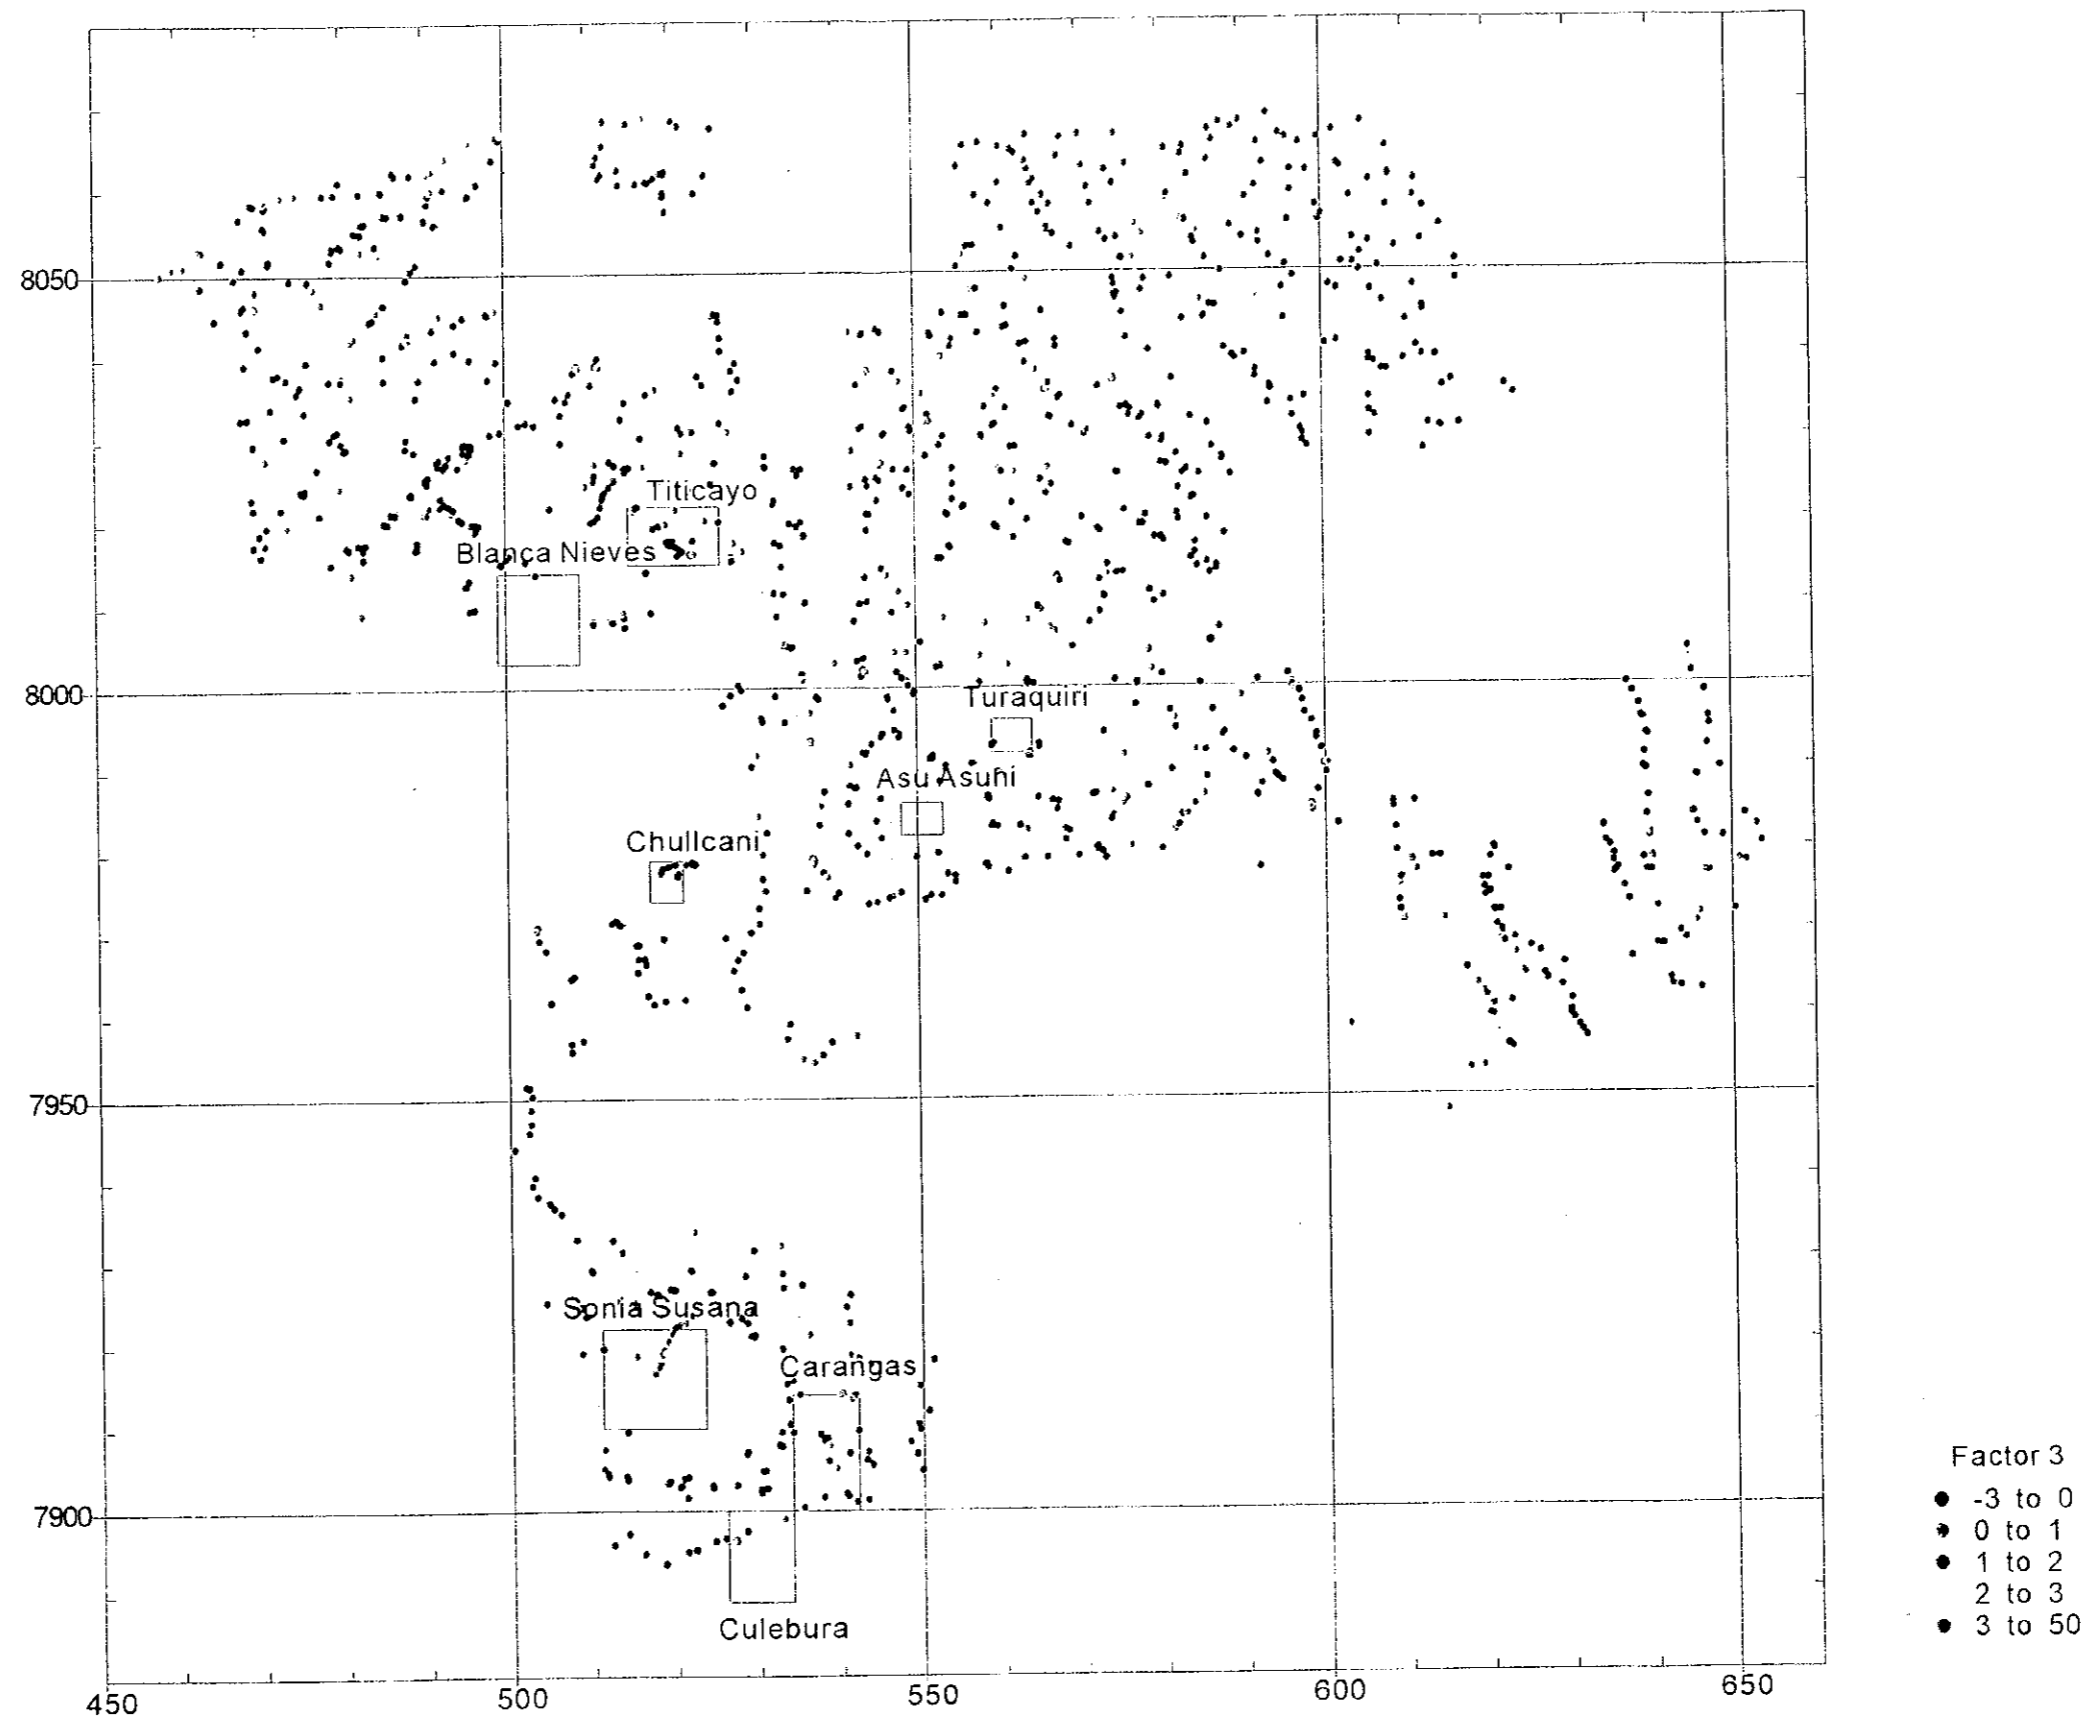 8050
Titicayo
Blanca Nieves
8000
Turaquiri
Asu Asuni
Chullcani
7950
Sonia Susana
Carangas
7900
Culebura
Factor 3
-3 to 0
0 to 1
1 to 2
2 to 3
3 to 50
450
500
550
600
650